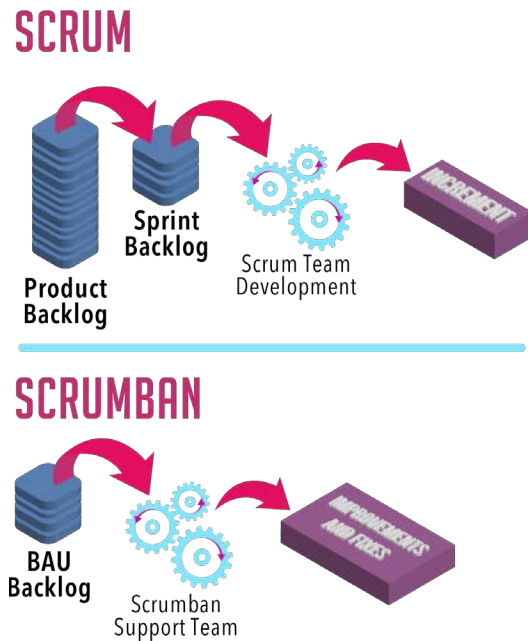 SCRUM
Sprint
Backlog
INCREMENT
Scrum Team
Development
Product
Backlog
SCRUMBAN
BAU
Backlog
IMPROVEMENTS
AND FIXES
Scrumban
Support Team